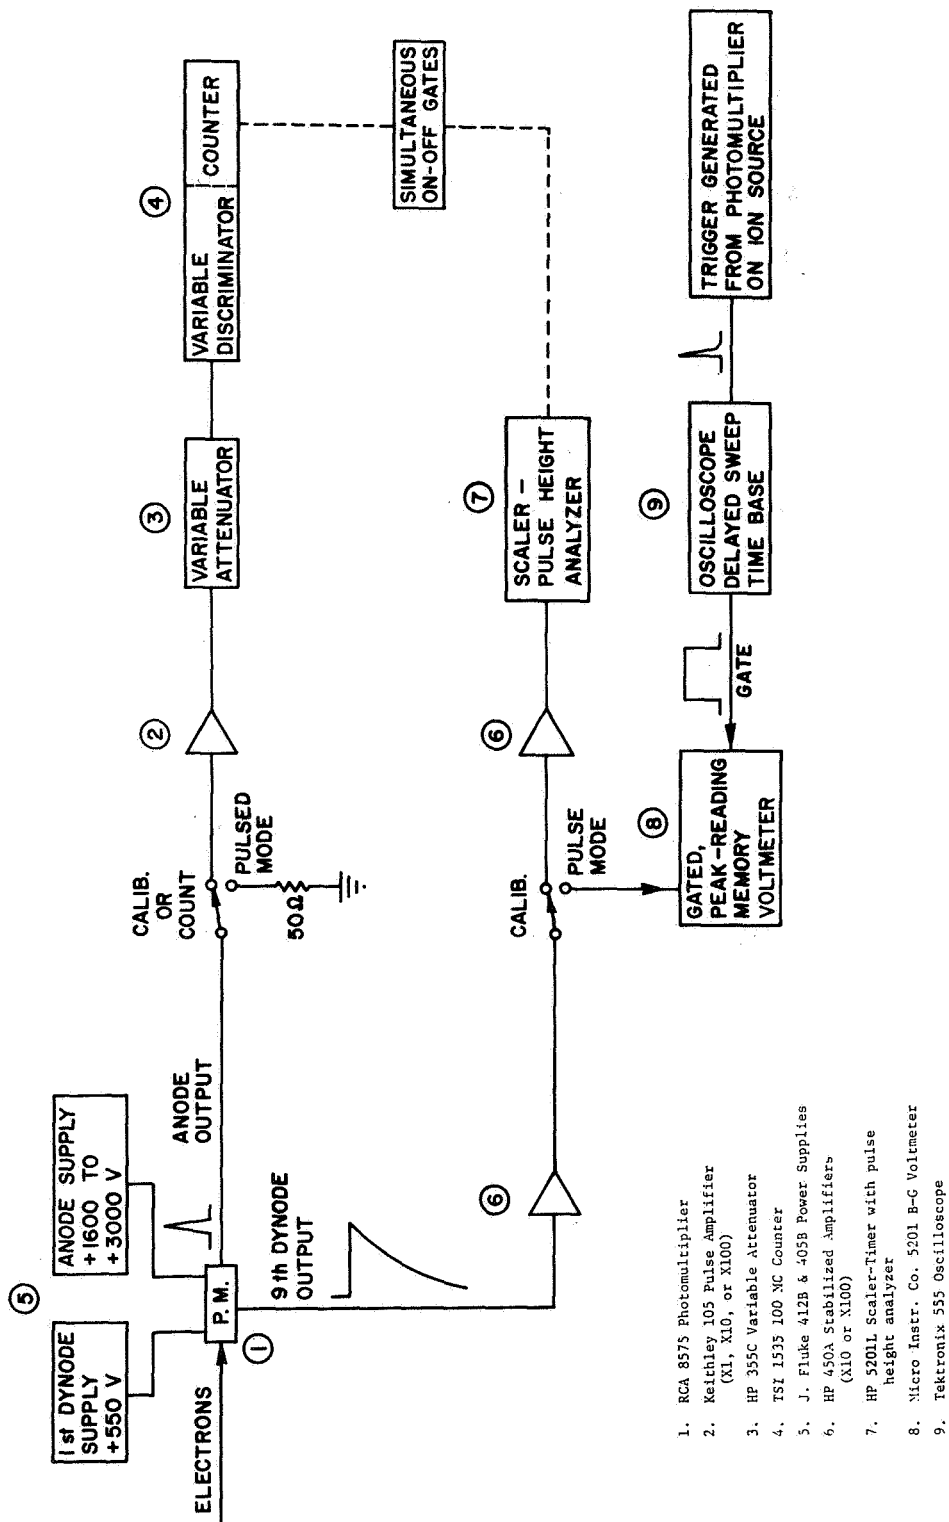 ELECTRONS
1st DYNODE
SUPPLY
+550 V
5
ANODE SUPPLY
+1600 TO
+3000 V
P.M.
1
ANODE
OUTPUT
9th DYNODE
OUTPUT
CALIB.
OR
COUNT
PULSED
MODE
50Ω
2
3
VARIABLE
ATTENUATOR
4
VARIABLE
DISCRIMINATOR
COUNTER
SIMULTANEOUS
ON-OFF GATES
6
CALIB.
PULSE
MODE
6
7
SCALER –
PULSE HEIGHT
ANALYZER
8
GATED,
PEAK-READING
MEMORY
VOLTMETER
GATE
9
OSCILLOSCOPE
DELAYED SWEEP
TIME BASE
TRIGGER GENERATED
FROM PHOTOMULTIPLIER
ON ION SOURCE
1. RCA 8575 Photomultiplier
2. Keithley 105 Pulse Amplifier
(X1, X10, or X100)
3. HP 355C Variable Attenuator
4. TSI 1535 100 MC Counter
5. J. Fluke 412B & 405B Power Supplies
6. HP 450A Stabilized Amplifiers
(X10 or X100)
7. HP 5201L Scaler-Timer with pulse
height analyzer
8. Micro Instr. Co. 5201 B-G Voltmeter
9. Tektronix 555 Oscilloscope